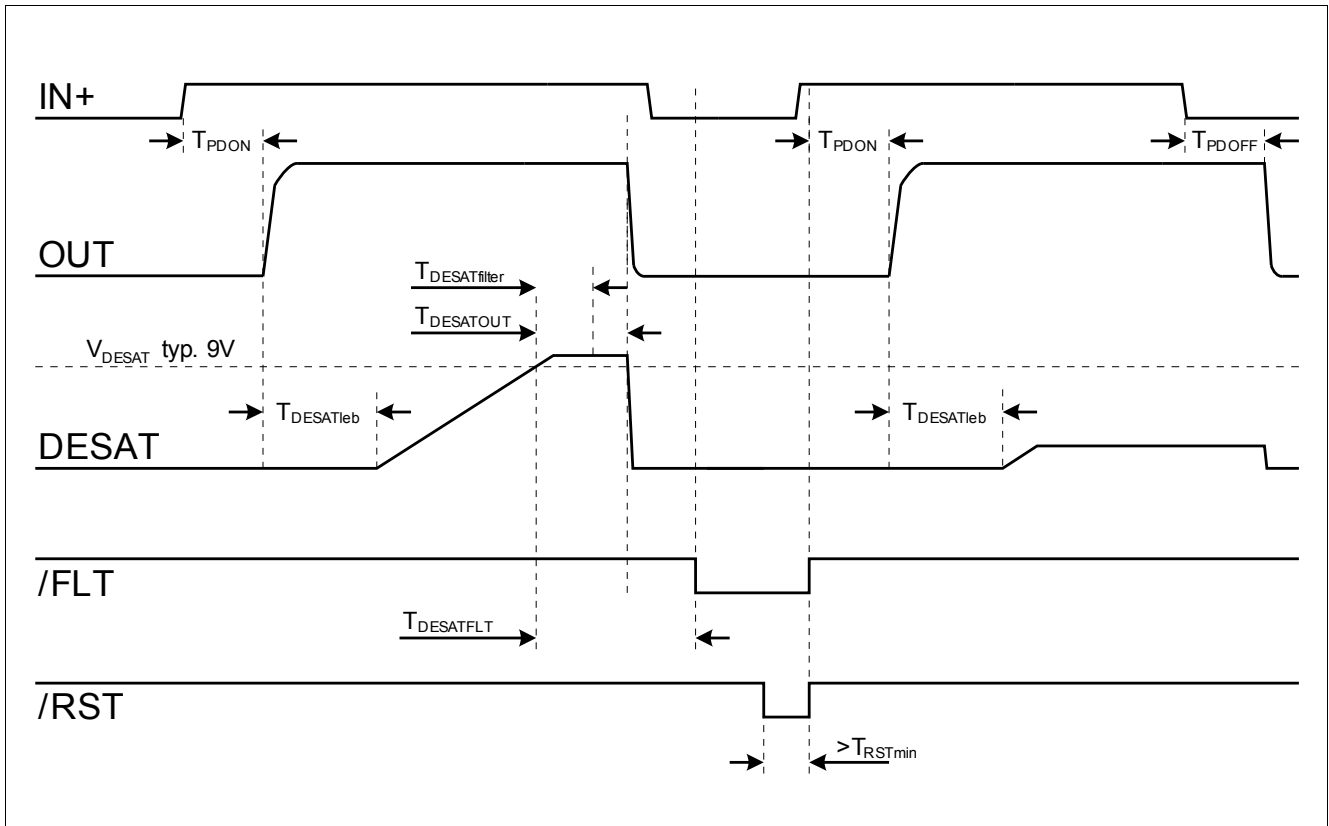 IN+
TPDON
TPDON
TPDOFF
OUT
TDESATfilter
TDESATOUT
VDESAT typ. 9V
TDESATleb
TDESATleb
DESAT
/FLT
TDESATFLT
/RST
>TRSTmin